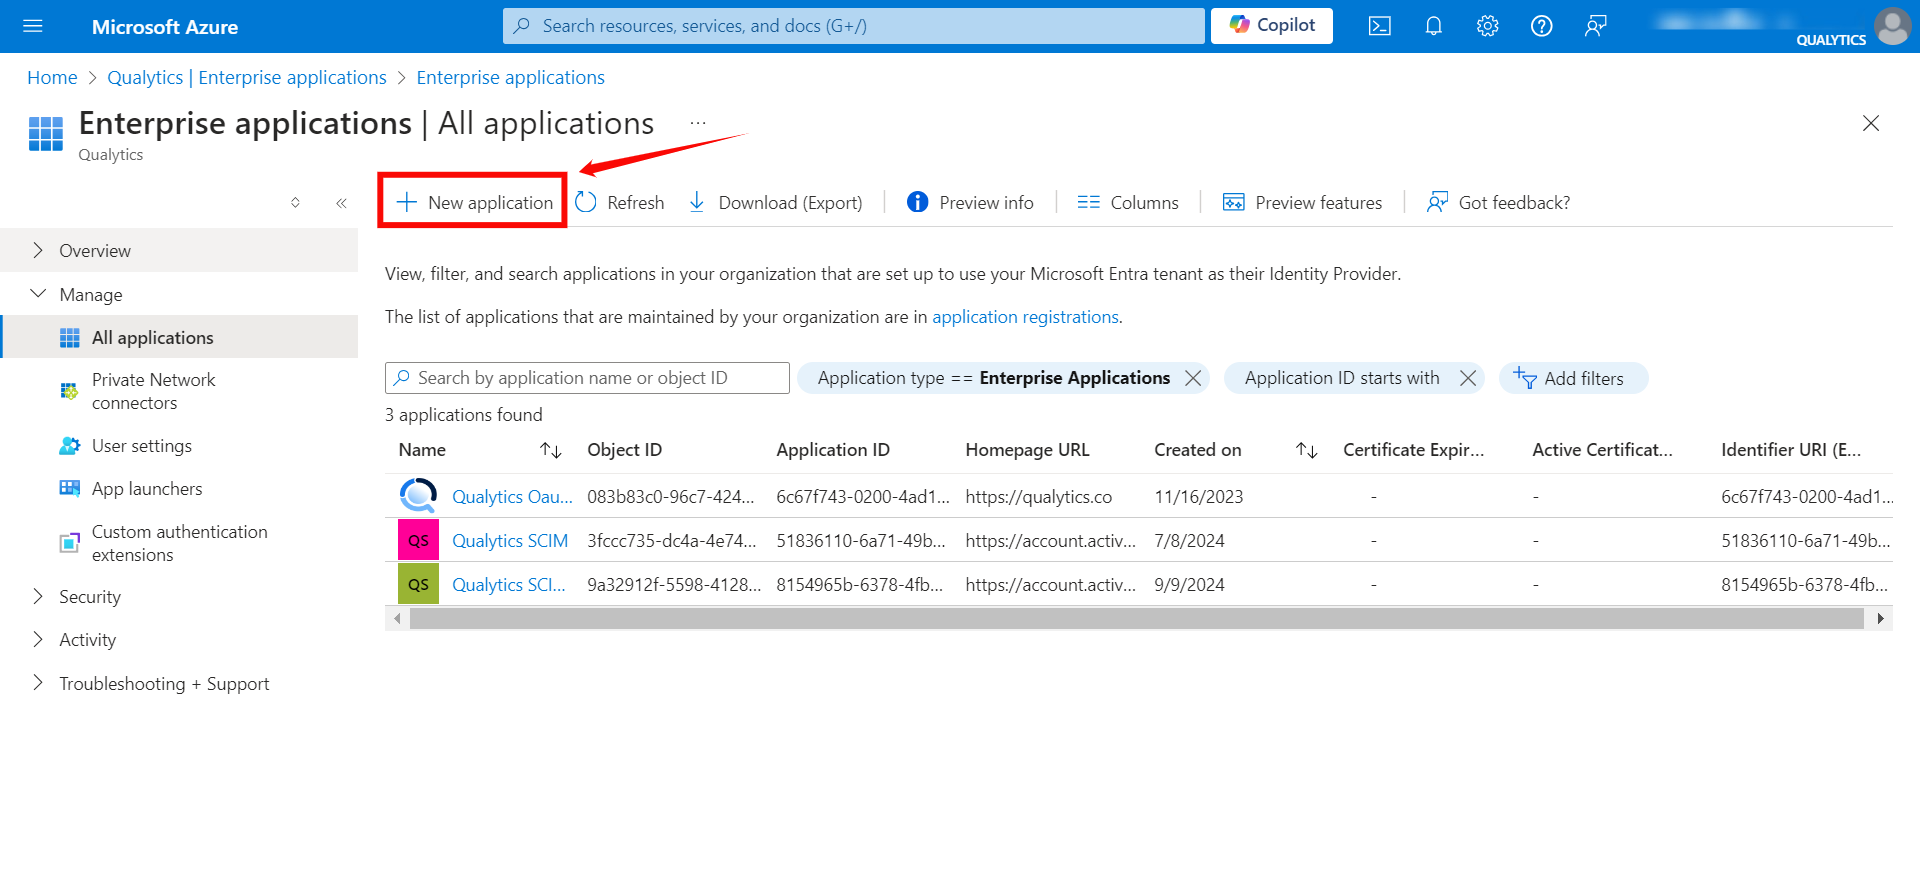 Microsoft Azure
Search resources, services, and docs (G+/)
Copilot
QUALYTICS
Home > Qualytics | Enterprise applications > Enterprise applications
Enterprise applications | All applications ...
Qualytics
New application
Refresh
Download (Export)
Preview info
Columns
Preview features
Got feedback?
Overview
Manage
All applications
Private Network
connectors
User settings
App launchers
Custom authentication
extensions
Security
Activity
Troubleshooting + Support
View, filter, and search applications in your organization that are set up to use your Microsoft Entra tenant as their Identity Provider.
The list of applications that are maintained by your organization are in application registrations.
Search by application name or object ID
Application type == Enterprise Applications
Application ID starts with
Add filters
3 applications found
Name Object ID Application ID Homepage URL Created on Certificate Expir... Active Certificat... Identifier URI (E...
Qualytics Oau... 083b83c0-96c7-424... 6c67f743-0200-4ad1... https://qualytics.co 11/16/2023 - - 6c67f743-0200-4ad1...
QS Qualytics SCIM 3fccc735-dc4a-4e74... 51836110-6a71-49b... https://account.activ... 7/8/2024 - - 51836110-6a71-49b...
QS Qualytics SCI... 9a32912f-5598-4128... 8154965b-6378-4fb... https://account.activ... 9/9/2024 - - 8154965b-6378-4fb...